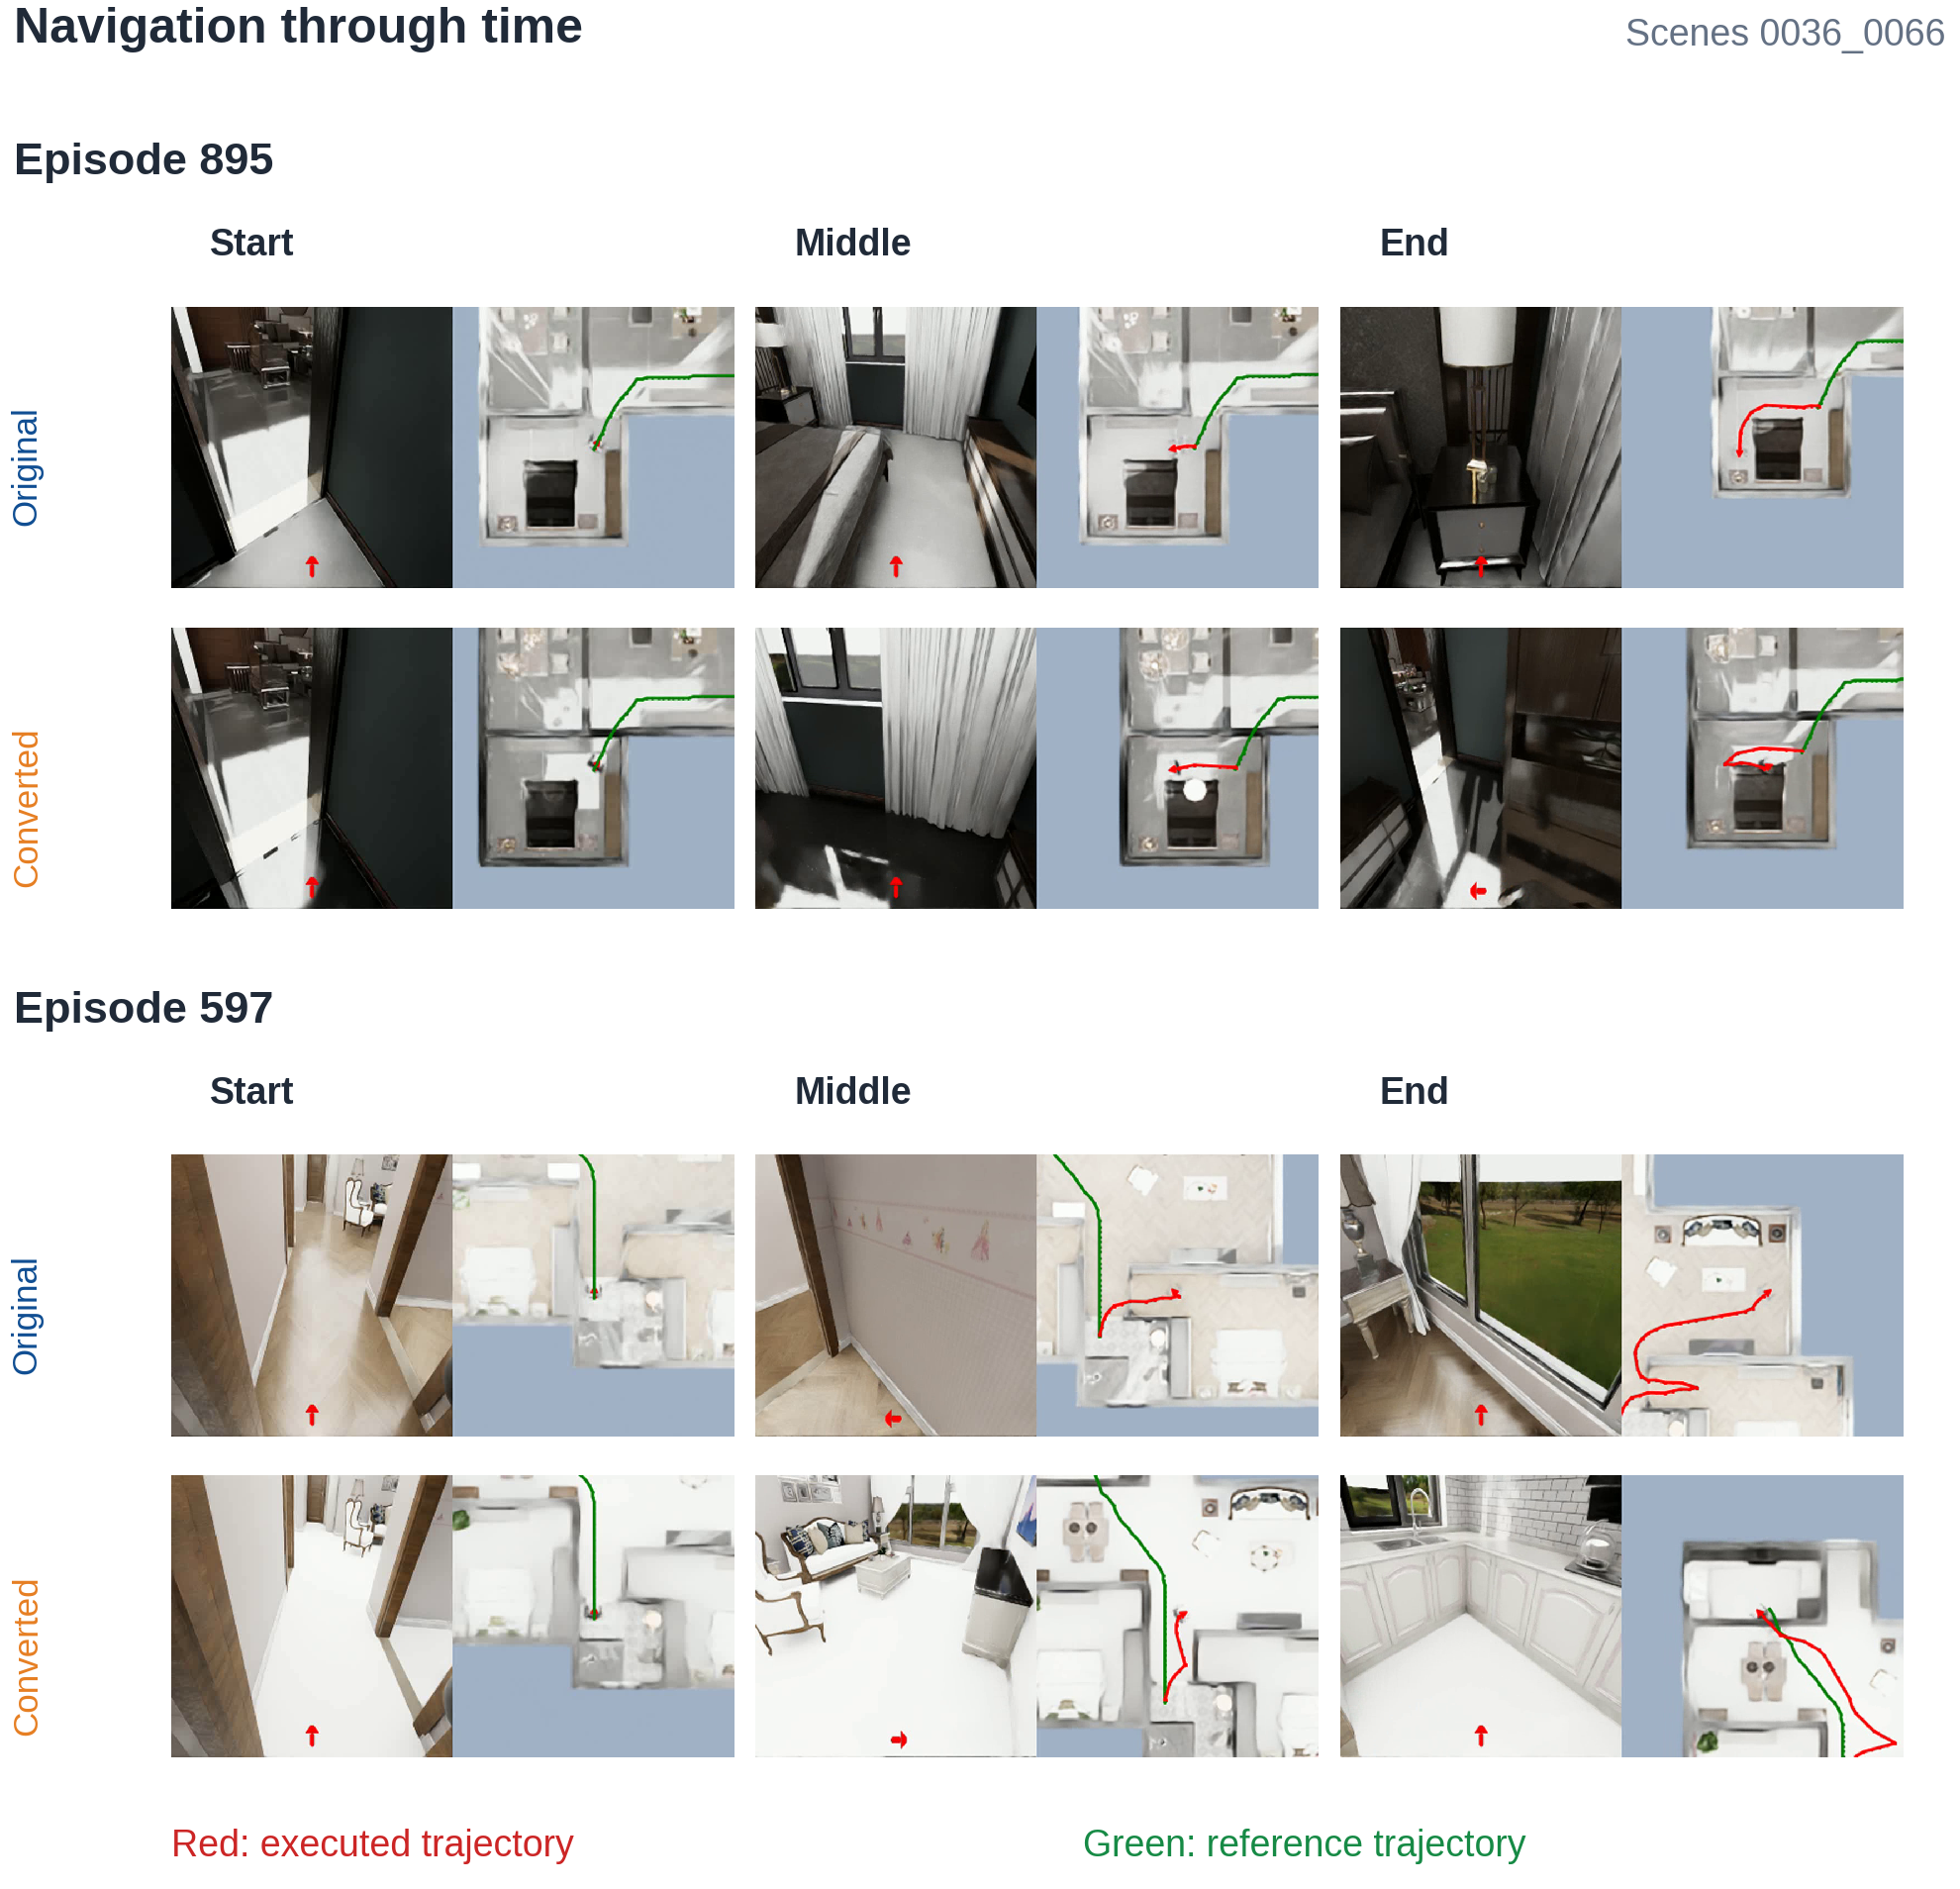 Navigation through time
Scenes 0036_0066
Episode 895
Start
Middle
End
Original
Converted
Episode 597
Start
Middle
End
Original
Converted
Red: executed trajectory
Green: reference trajectory